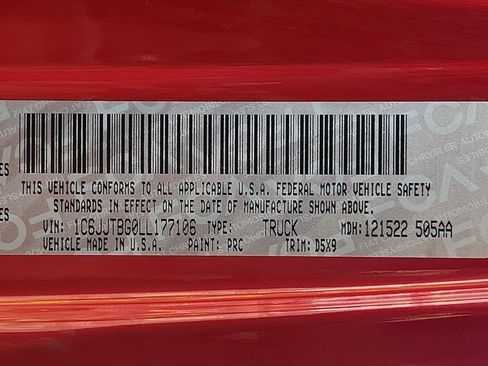 THIS VEHICLE CONFORMS TO ALL APPLICABLE U.S.A. FEDERAL MOTOR VEHICLE SAFETY
STANDARDS IN EFFECT ON THE DATE OF MANUFACTURE SHOWN ABOVE.
VIN: 1C6JJTBG0LL177106 TYPE: TRUCK MDH: 121522 505AA
VEHICLE MADE IN U.S.A. PAINT: PRC TRIM: D5X9